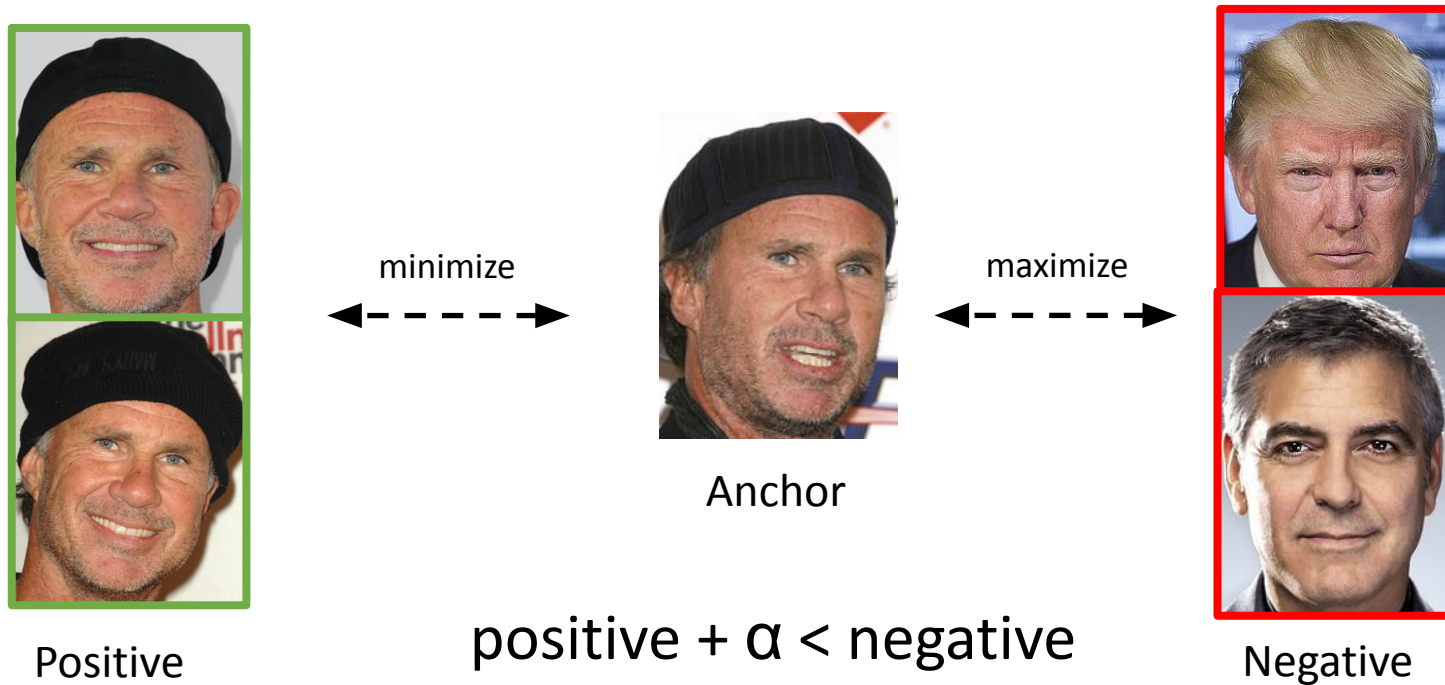 minimize
maximize
Anchor
positive + α < negative
Positive
Negative